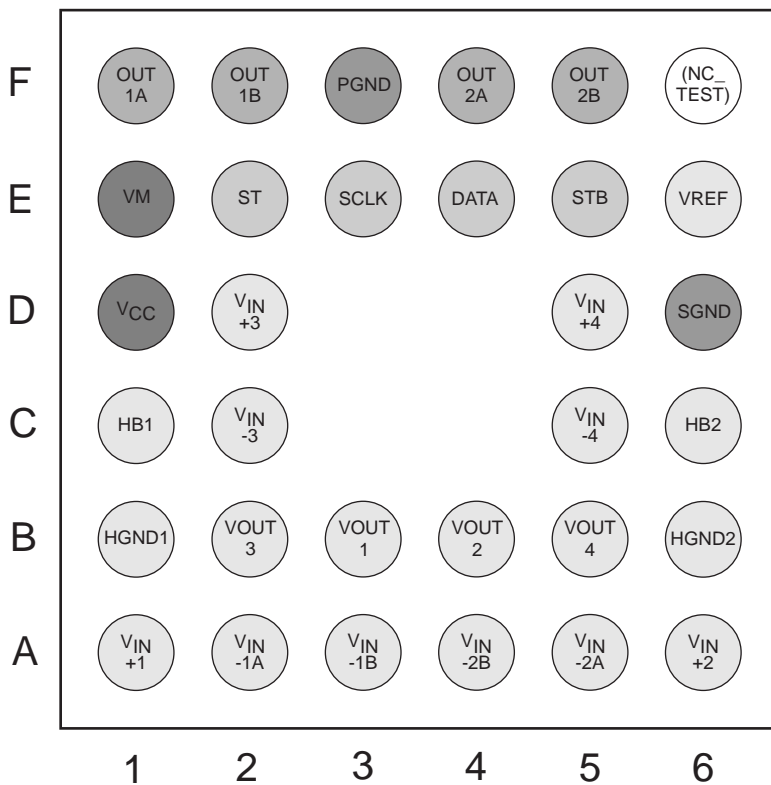 F
OUT
1A
OUT
1B
PGND
OUT
2A
OUT
2B
(NC_
TEST)
E
VM
ST
SCLK
DATA
STB
VREF
D
VCC
VIN
+3
VIN
+4
SGND
C
HB1
VIN
-3
VIN
-4
HB2
B
HGND1
VOUT
3
VOUT
1
VOUT
2
VOUT
4
HGND2
A
VIN
+1
VIN
-1A
VIN
-1B
VIN
-2B
VIN
-2A
VIN
+2
1 2 3 4 5 6